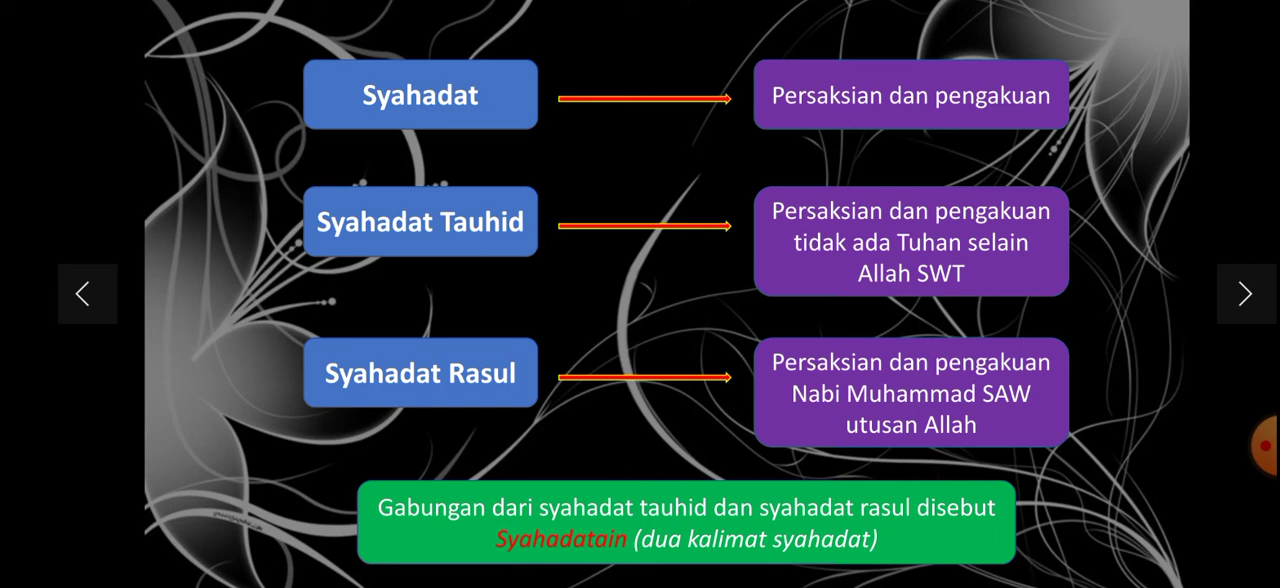 Syahadat
Persaksian dan pengakuan
Syahadat Tauhid
Persaksian dan pengakuan
tidak ada Tuhan selain
Allah SWT
Syahadat Rasul
Persaksian dan pengakuan
Nabi Muhammad SAW
utusan Allah
Gabungan dari syahadat tauhid dan syahadat rasul disebut
Syahadatain (dua kalimat syahadat)